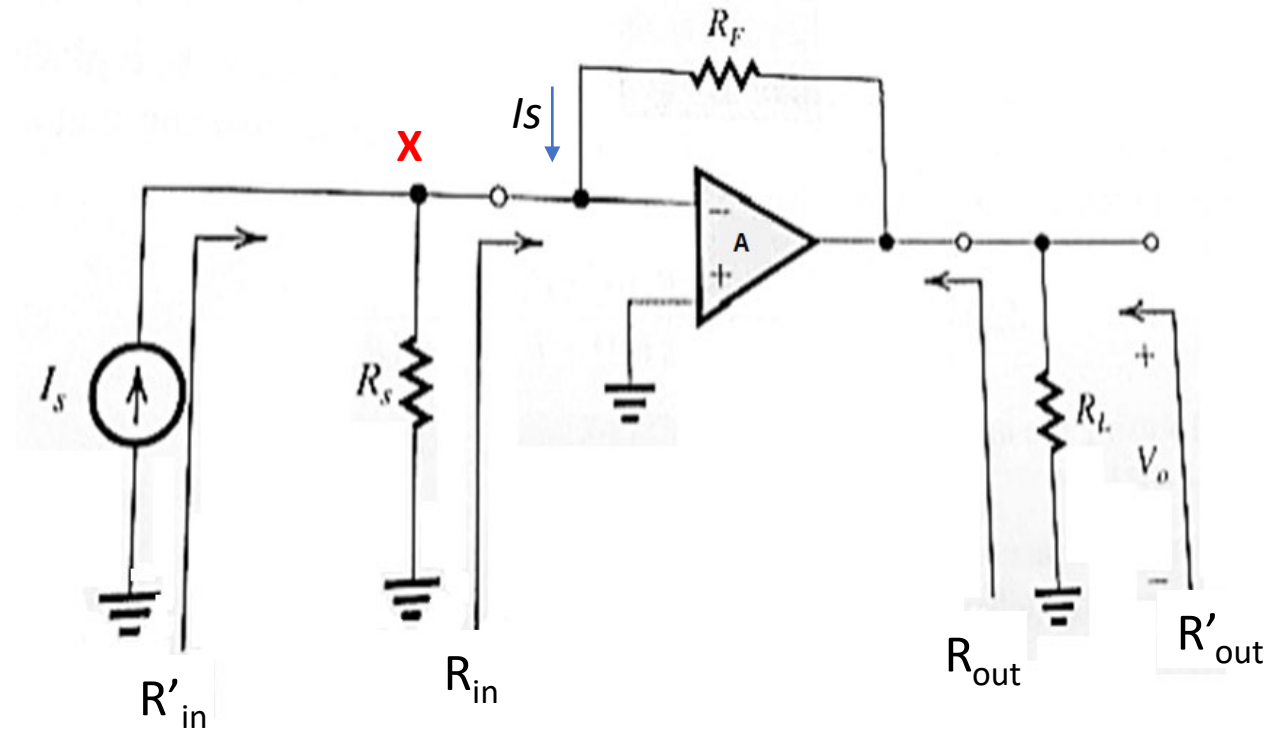 R_F
Is
X
A
−
+
I_s
R_s
R_L
+
V_o
−
R'_in
R_in
R_out
R'_out